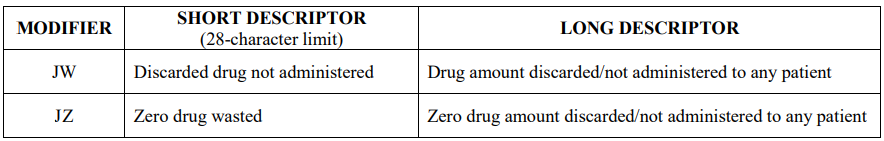 MODIFIER SHORT DESCRIPTOR (28-character limit) LONG DESCRIPTOR
JW Discarded drug not administered Drug amount discarded/not administered to any patient
JZ Zero drug wasted Zero drug amount discarded/not administered to any patient